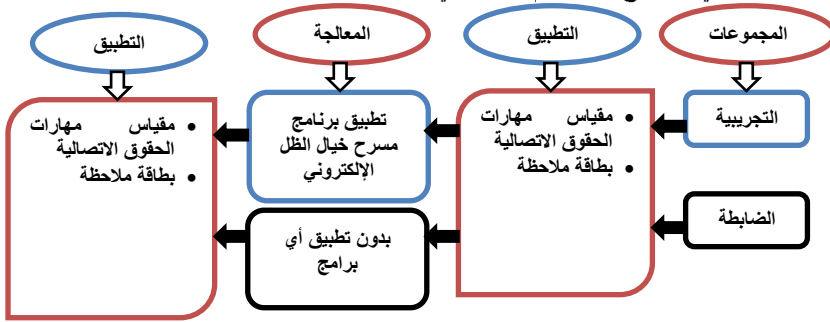 المجموعات
التطبيق
المعالجة
التطبيق
التجريبية
• مقياس مهارات
الحقوق الاتصالية
• بطاقة ملاحظة
تطبيق برنامج
مسرح خيال الظل
الإلكتروني
• مقياس مهارات
الحقوق الاتصالية
• بطاقة ملاحظة
الضابطة
بدون تطبيق أي
برامج